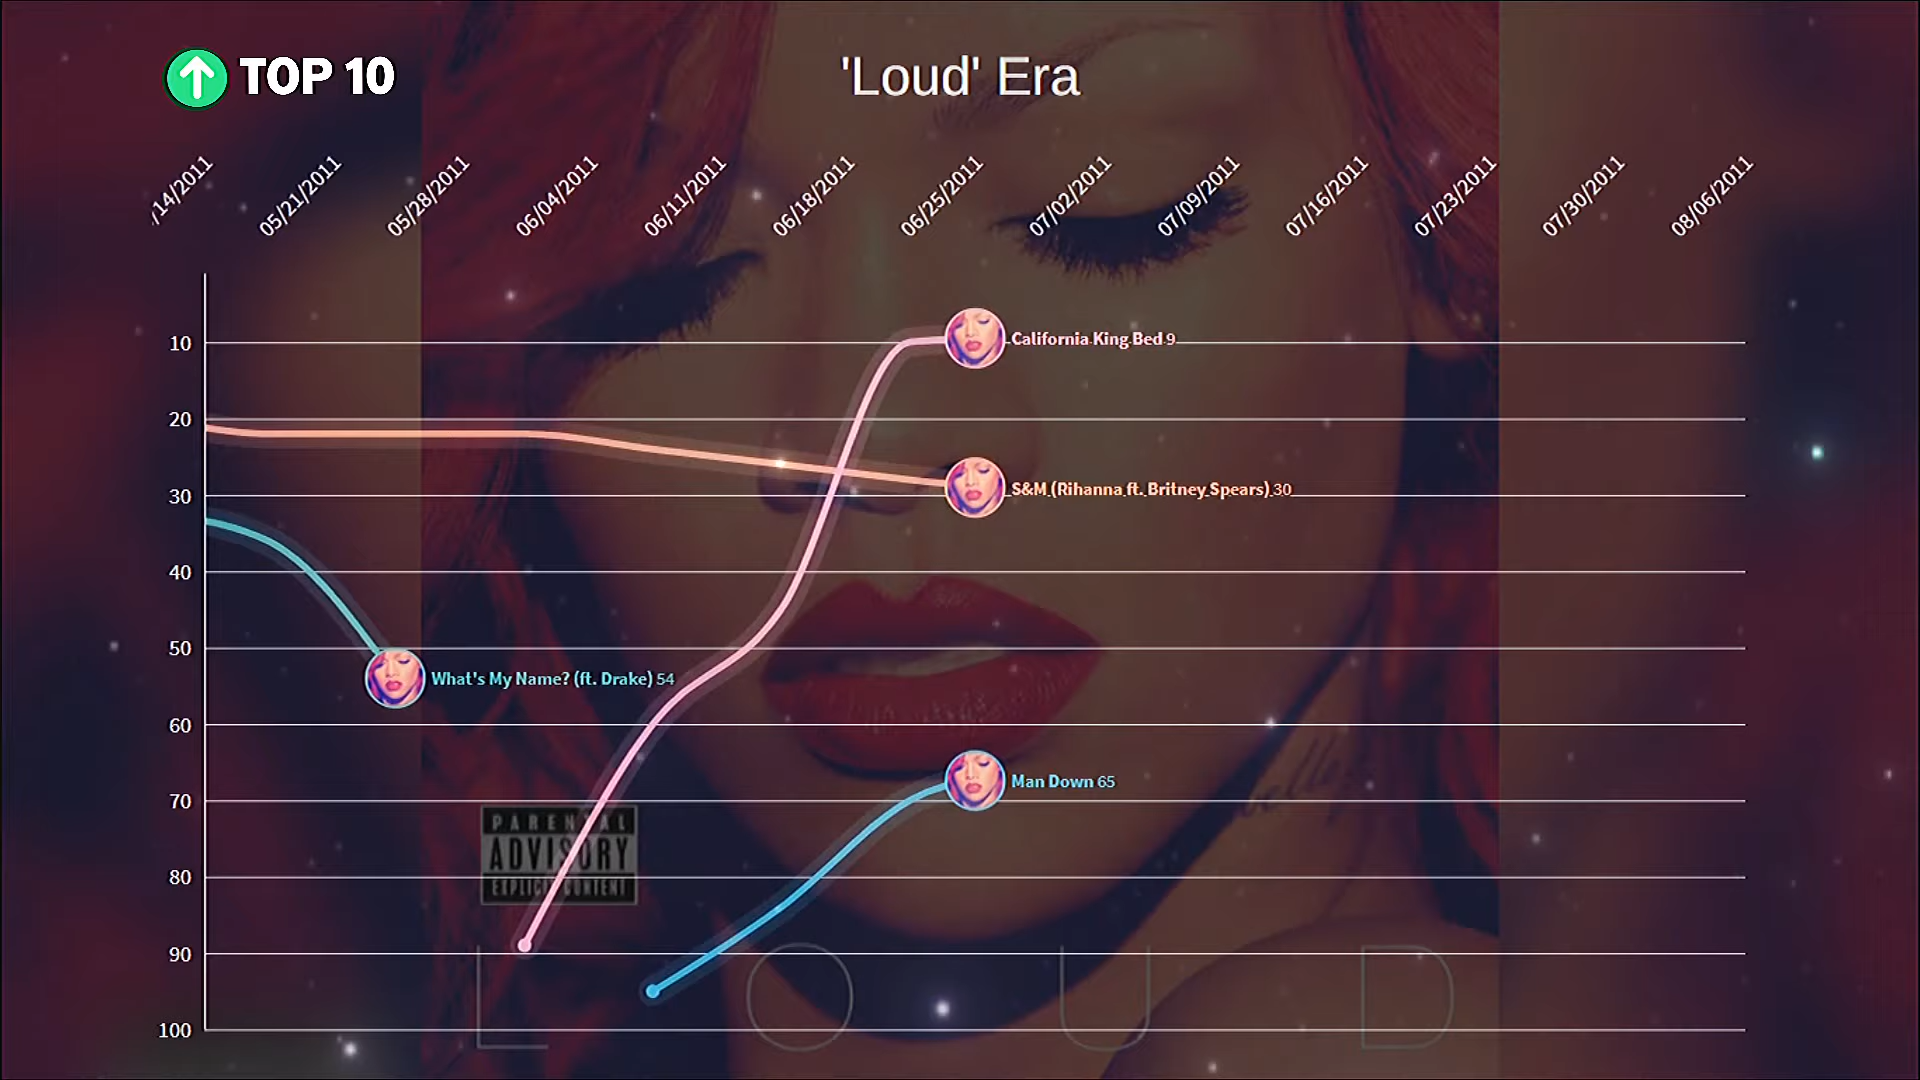 TOP 10
'Loud' Era
/14/2011
05/21/2011
05/28/2011
06/04/2011
06/11/2011
06/18/2011
06/25/2011
07/02/2011
07/09/2011
07/16/2011
07/23/2011
07/30/2011
08/06/2011
10
California King Bed 9
20
30
S&M (Rihanna ft. Britney Spears) 30
40
50
What's My Name? (ft. Drake) 54
60
70
Man Down 65
PARENTAL
ADVISORY
EXPLICIT CONTENT
80
90
100
LOUD